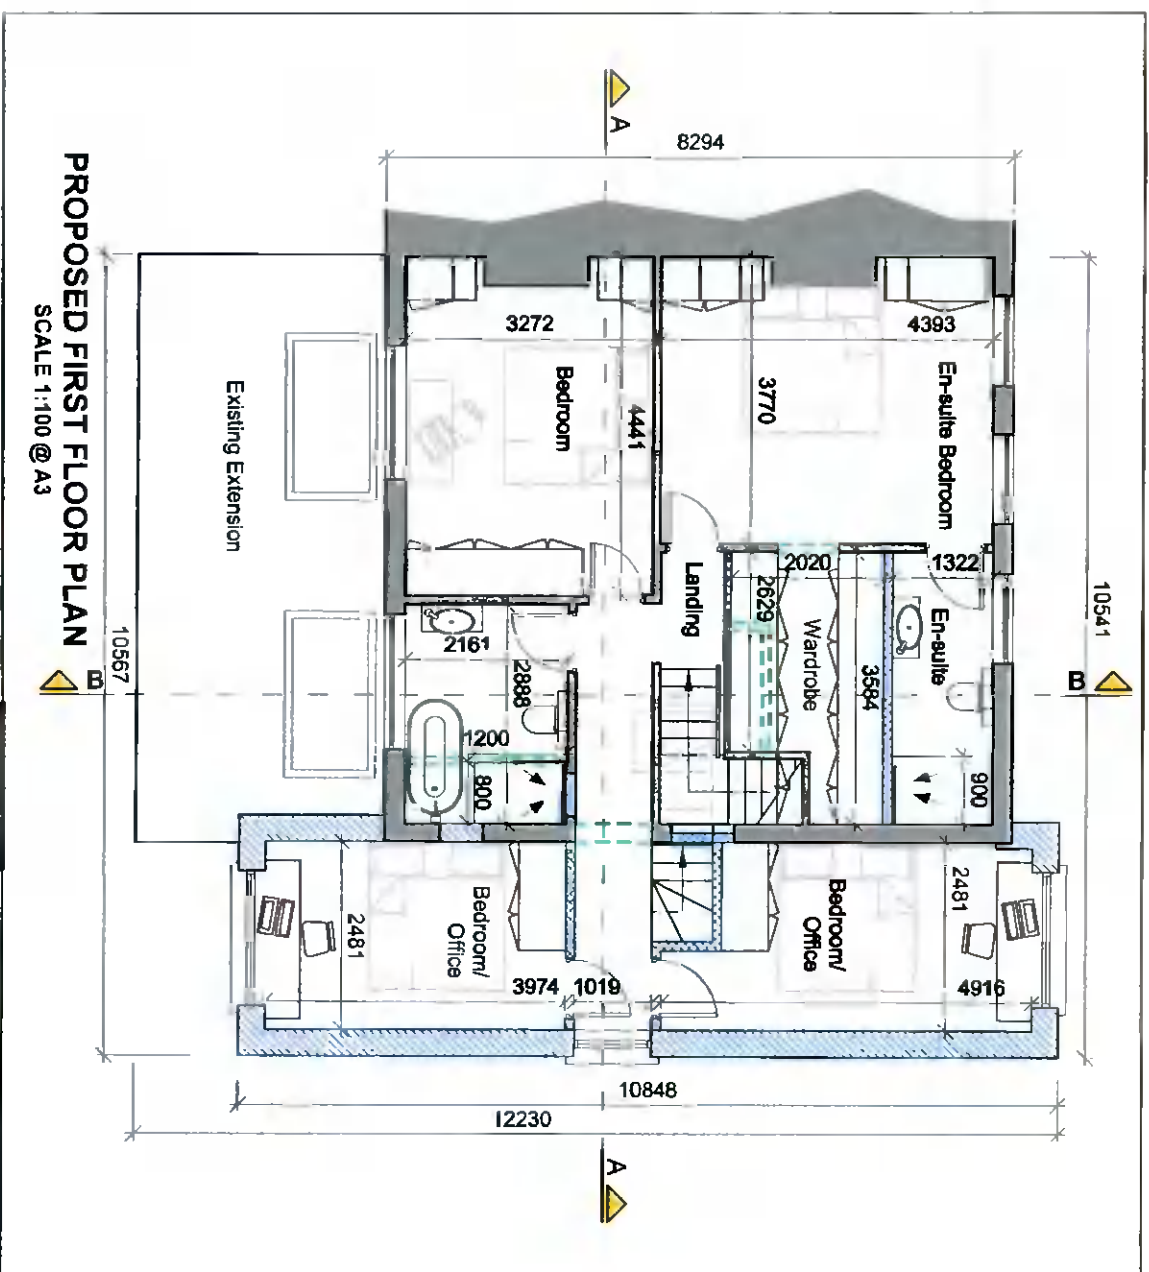 PROPOSED FIRST FLOOR PLAN
SCALE 1:100 @ A3
A
8294
3272
4393
Bedroom
4441
3770
En-suite Bedroom
Existing Extension
Landing
2020
1322
2629
Wardrobe
3584
En-suite
2161
2888
1200
800
900
10541
10567
B
B
Bedroom/
Office
2481
3974
1019
Bedroom/
Office
2481
4916
10848
12230
A